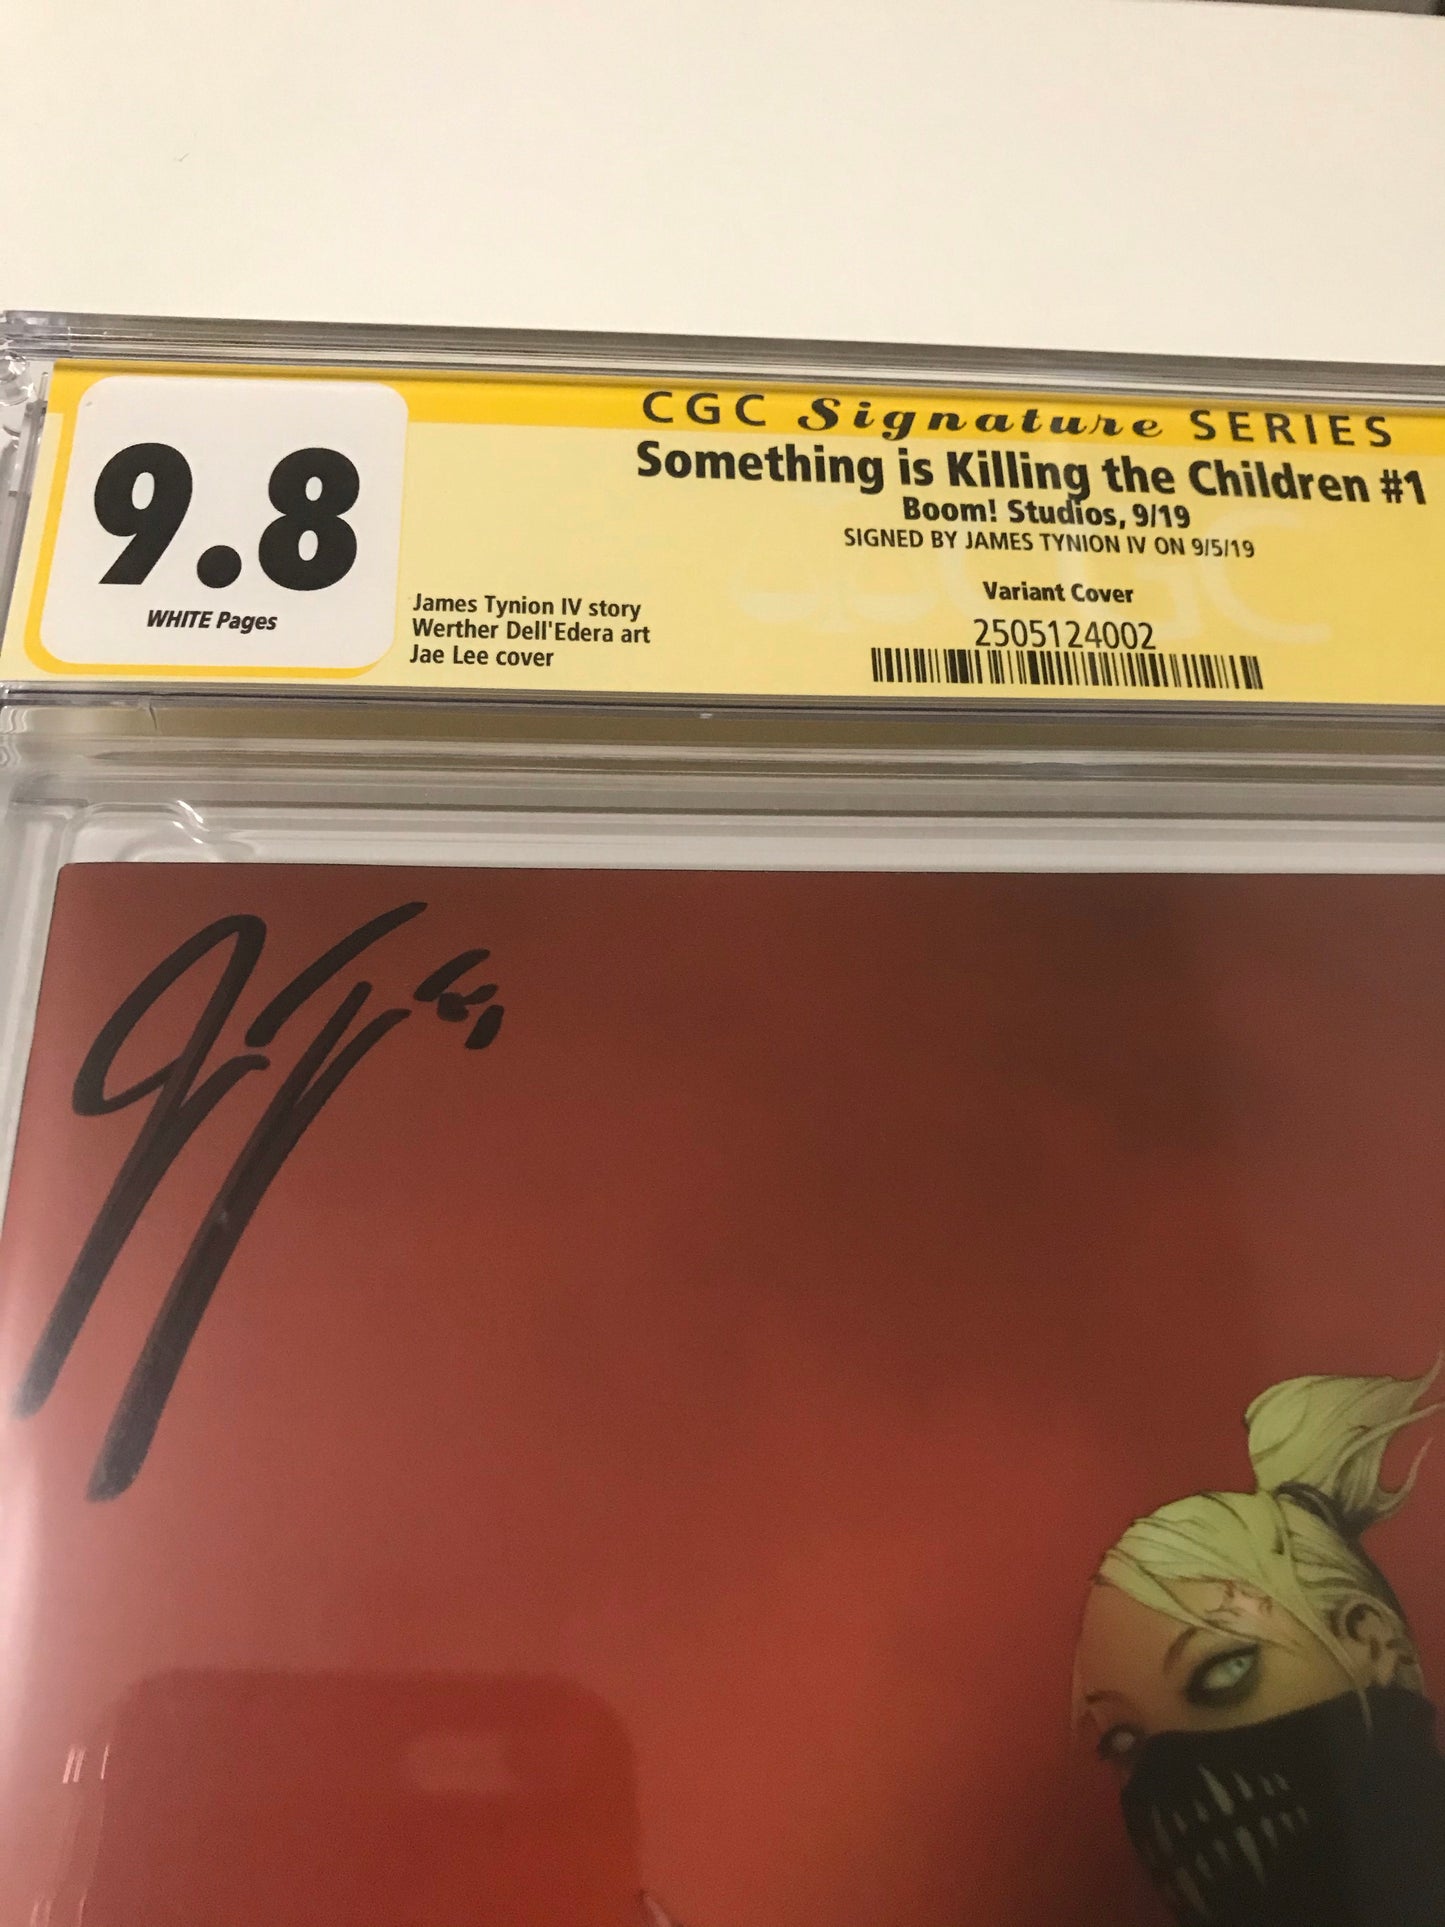 CGC Signature SERIES
Something is Killing the Children #1
Boom! Studios, 9/19
SIGNED BY JAMES TYNION IV ON 9/5/19
Variant Cover
2505124002
9.8
WHITE Pages
James Tynion IV story
Werther Dell'Edera art
Jae Lee cover